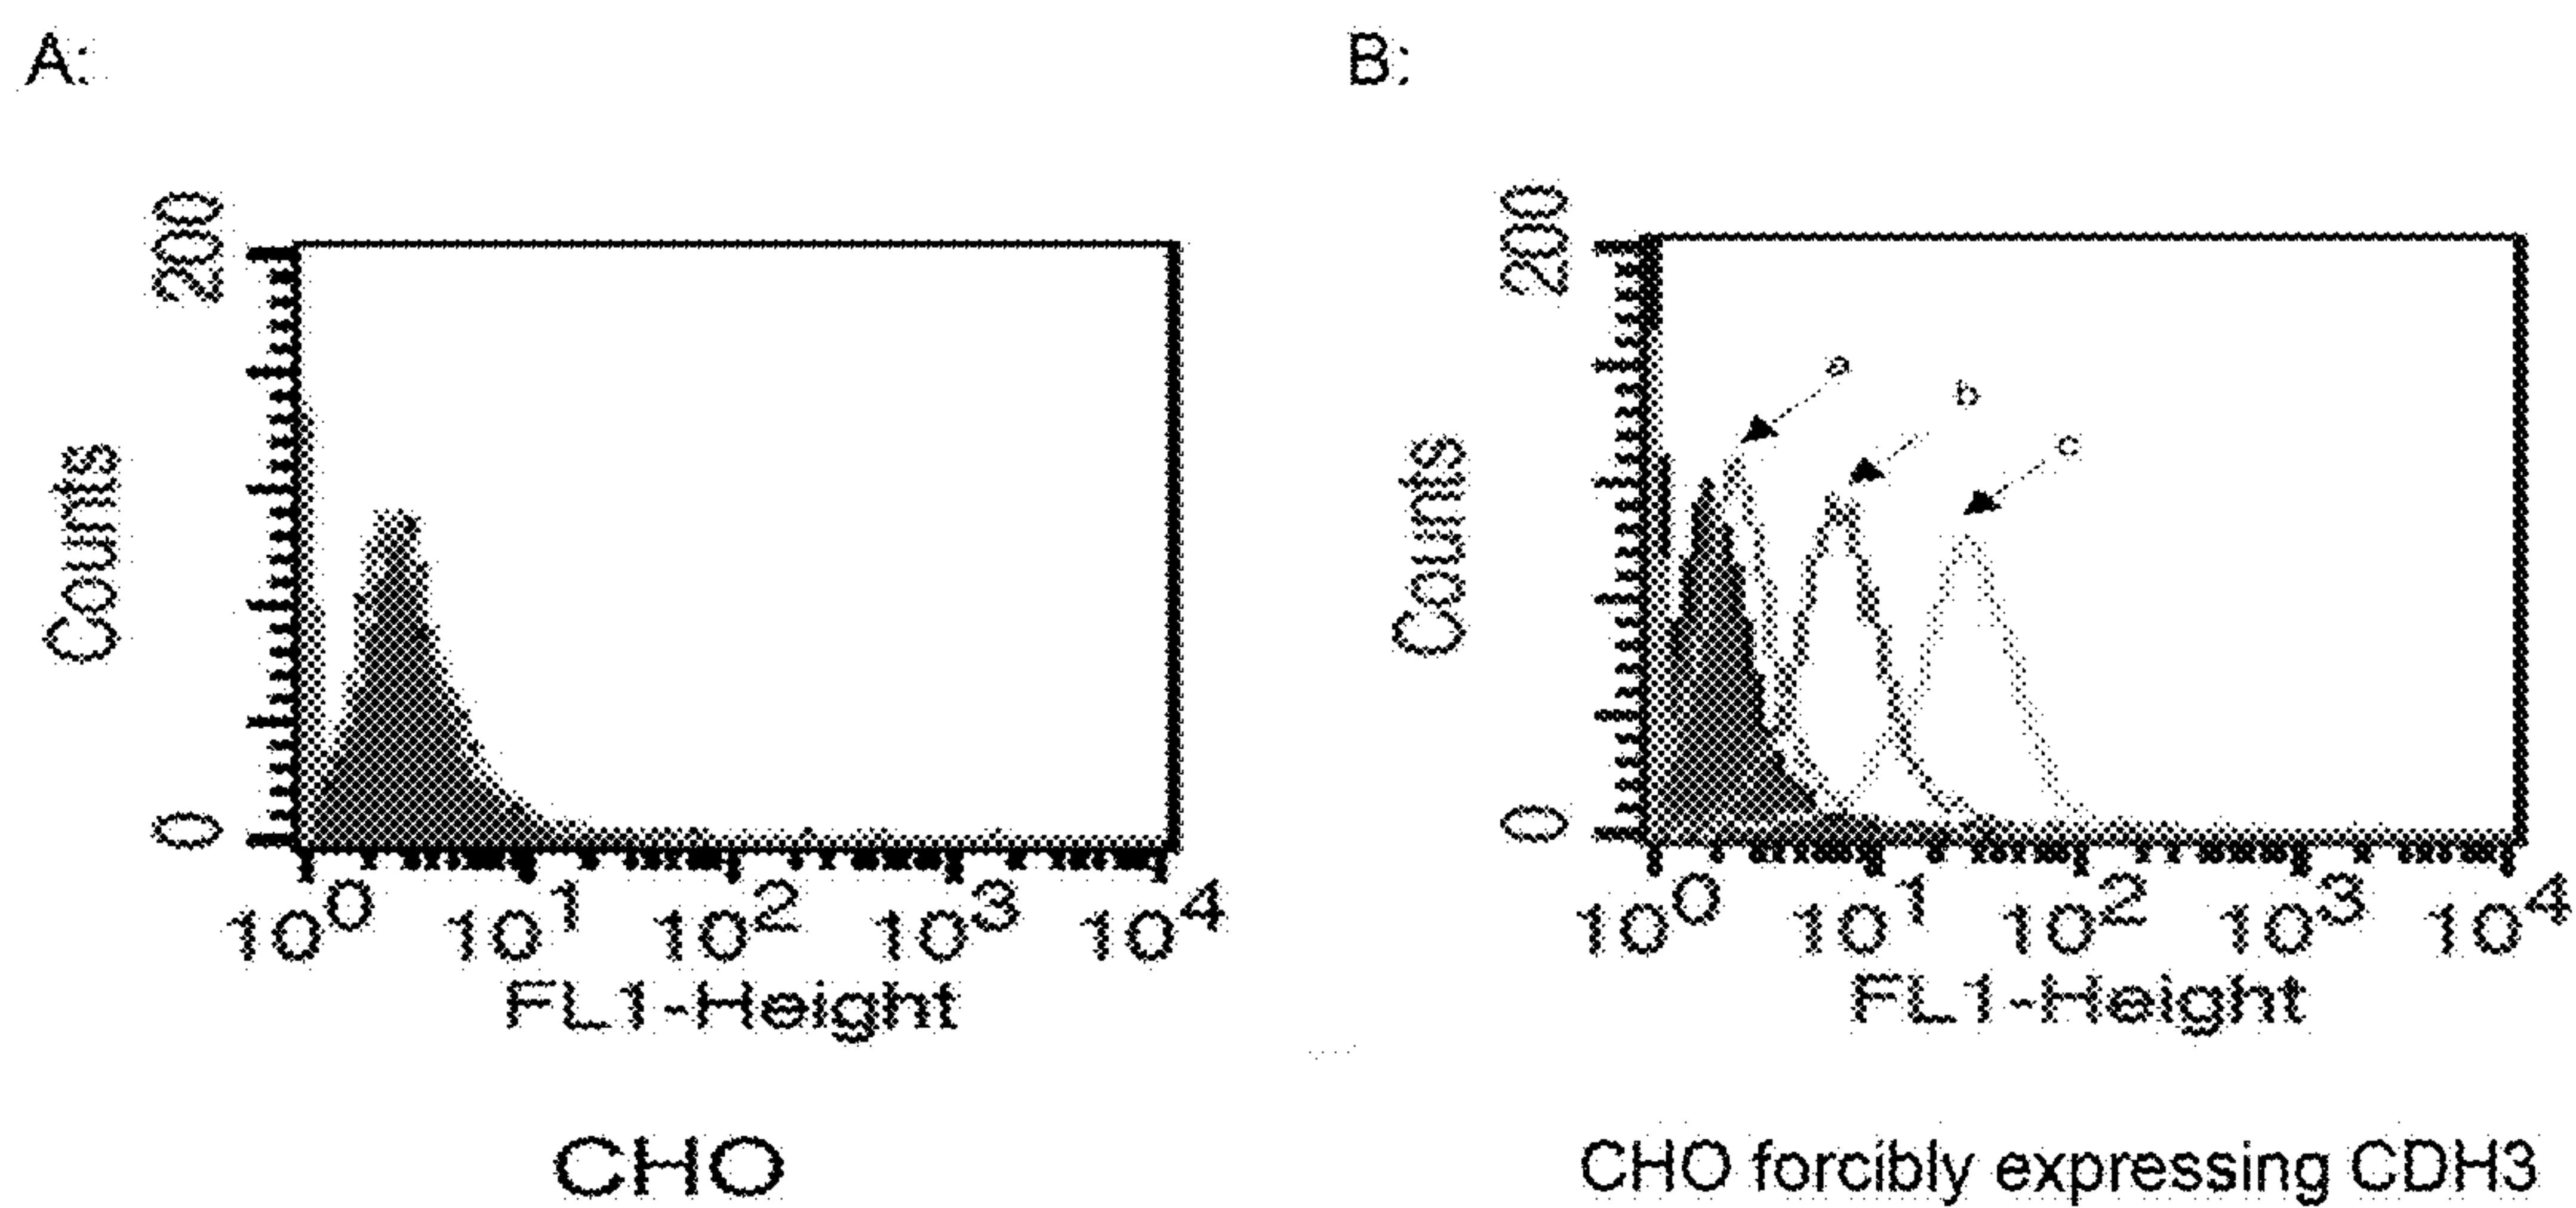 A:
200
Counts
0
10^0 10^1 10^2 10^3 10^4
FL1-Height
CHO
B:
200
a
b
c
Counts
0
10^0 10^1 10^2 10^3 10^4
FL1-Height
CHO forcibly expressing CDH3